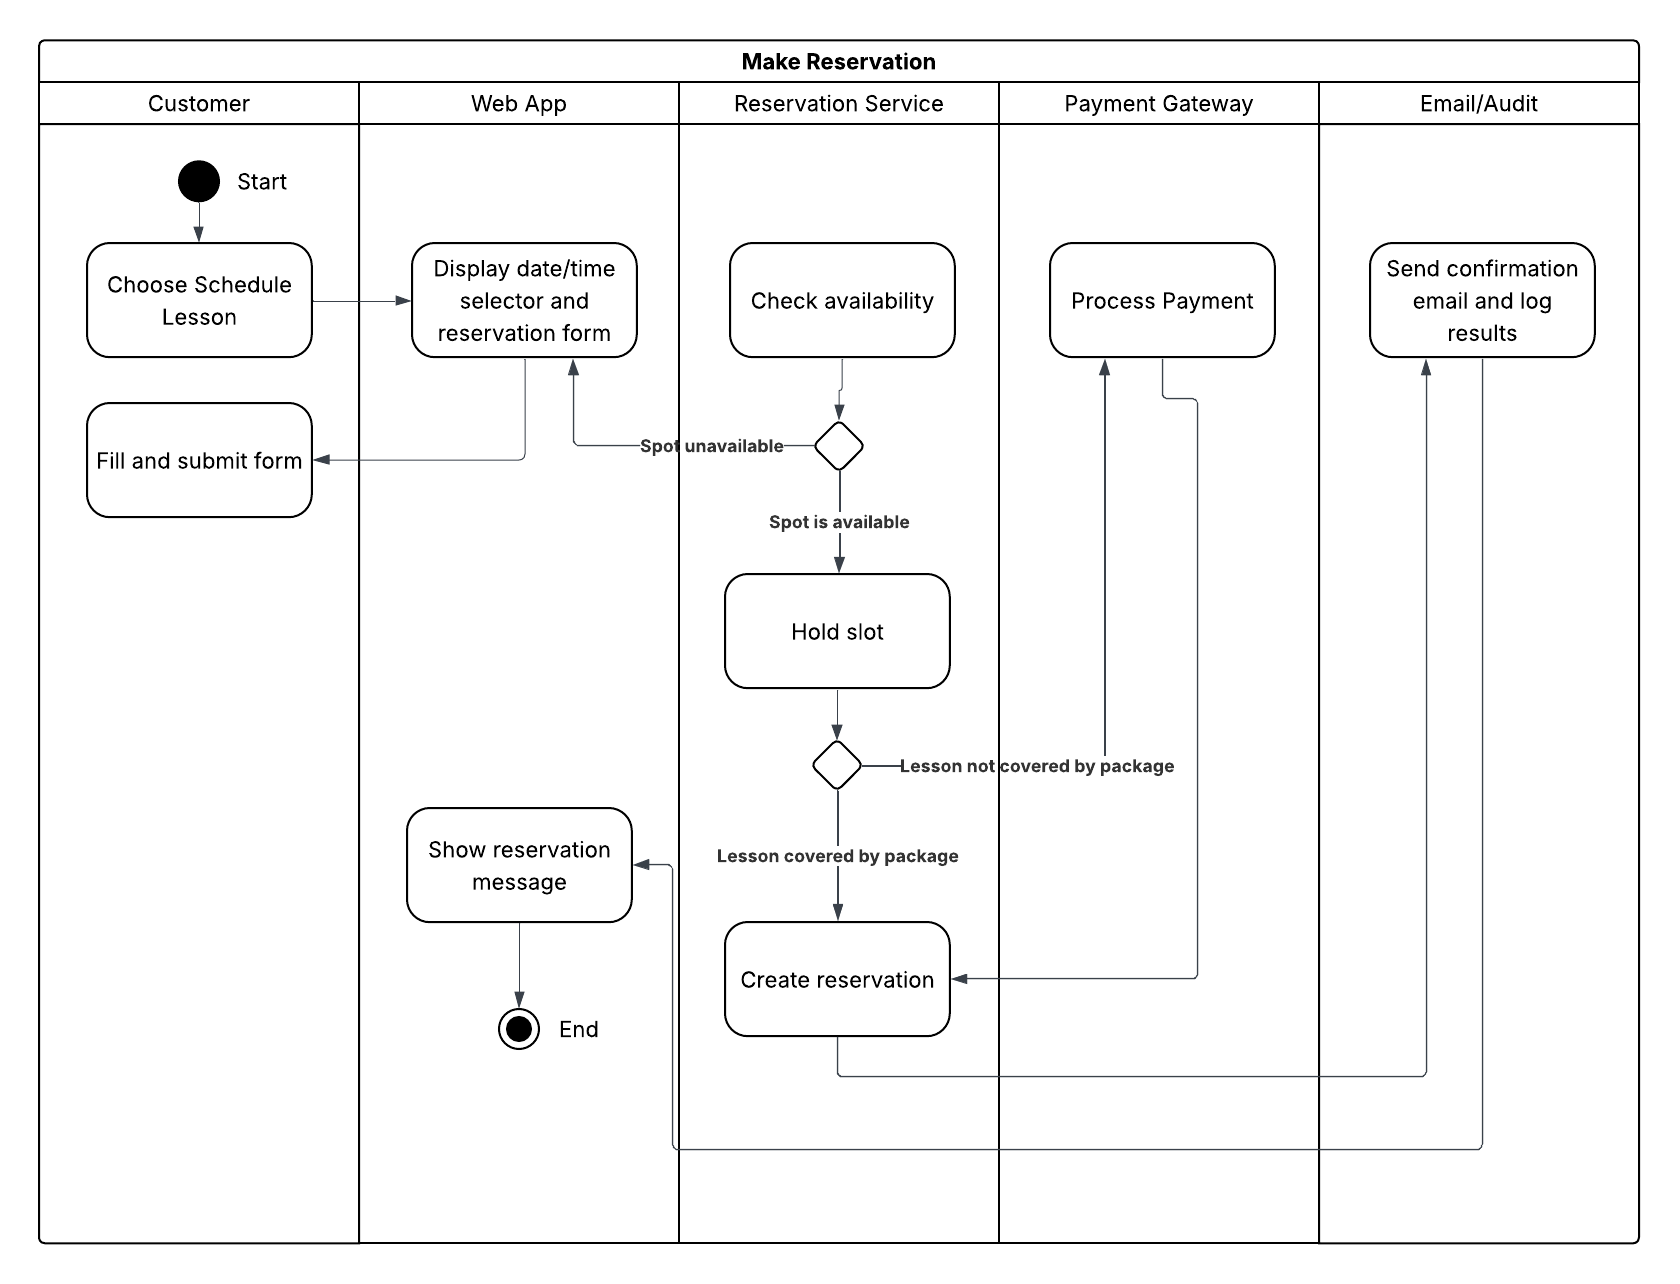 Make Reservation
Customer
Web App
Reservation Service
Payment Gateway
Email/Audit
Start
Choose Schedule
Lesson
Display date/time
selector and
reservation form
Check availability
Process Payment
Send confirmation
email and log
results
Fill and submit form
Spot unavailable
Spot is available
Hold slot
Lesson not covered by package
Show reservation
message
Lesson covered by package
Create reservation
End